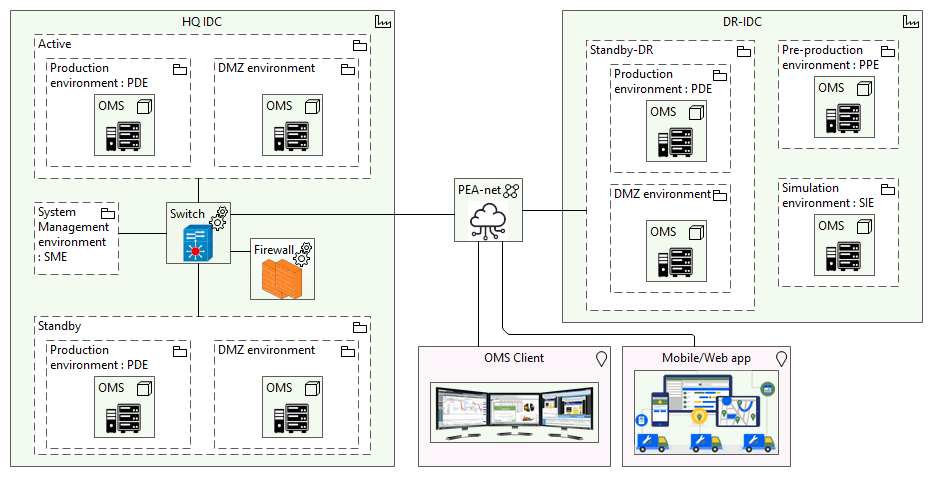 HQ IDC
Active
Production
environment : PDE
OMS
DMZ environment
OMS
System
Management
environment
: SME
Switch
Firewall
Standby
Production
environment : PDE
OMS
DMZ environment
OMS
PEA-net
DR-IDC
Standby-DR
Production
environment : PDE
OMS
DMZ environment
OMS
Pre-production
environment : PPE
OMS
Simulation
environment : SIE
OMS
OMS Client
Mobile/Web app